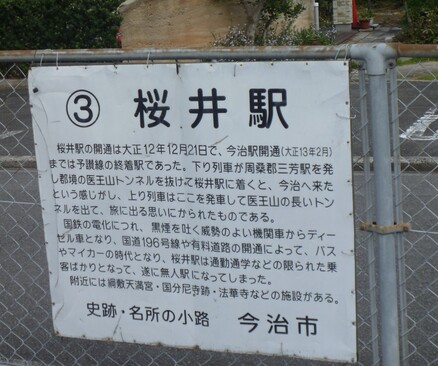 ③ 桜井駅
桜井駅の開通は大正12年12月21日で、今治駅開通(大正13年2月)
までは予讃線の終着駅であった。下り列車が周桑郡三芳駅を発
し郡境の医王山トンネルを抜けて桜井駅に着くと、今治へ来た
という感じがし、上り列車はここを発車して医王山の長いトン
ネルを出て、旅に出る思いにかられたものである。
国鉄の電化につれ、黒煙を吐く威勢のよい機関車からディー
ゼル車となり、国道196号線や有料道路の開通によって、バス
やマイカーの時代となり、桜井駅は通勤通学などの限られた乗
客ばかりとなって、遂に無人駅になってしまった。
附近には綱敷天満宮・国分尼寺跡・法華寺などの施設がある。
史跡・名所の小路 今治市